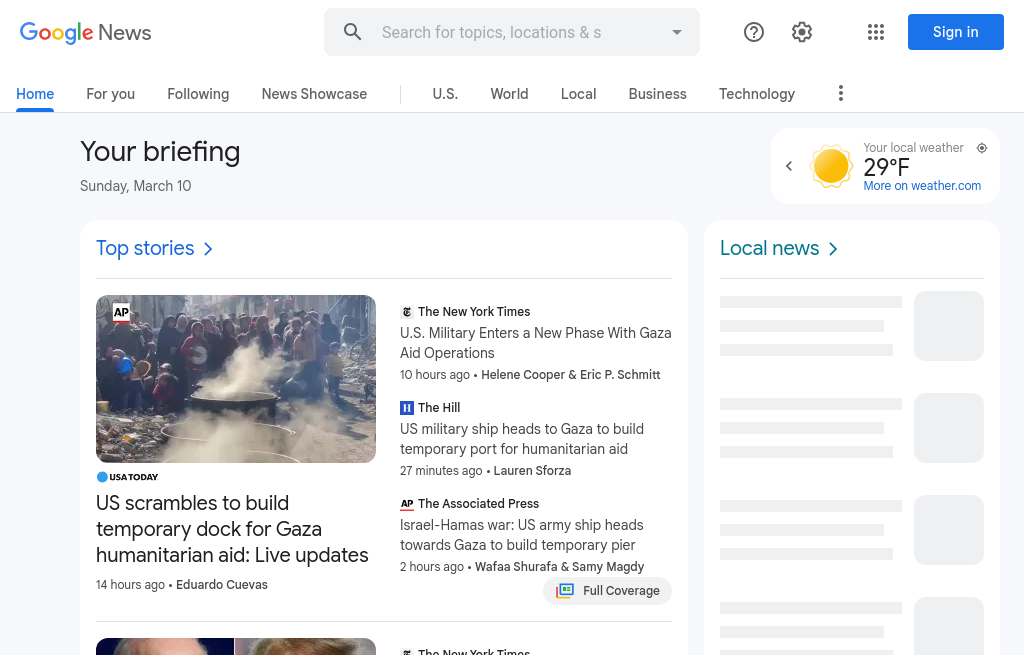 Google News
Search for topics, locations & s
Sign in
Home
For you
Following
News Showcase
U.S.
World
Local
Business
Technology
Your briefing
Sunday, March 10
Your local weather
29°F
More on weather.com
Top stories
AP
USA TODAY
US scrambles to build
temporary dock for Gaza
humanitarian aid: Live updates
14 hours ago • Eduardo Cuevas
The New York Times
U.S. Military Enters a New Phase With Gaza
Aid Operations
10 hours ago • Helene Cooper & Eric P. Schmitt
H The Hill
US military ship heads to Gaza to build
temporary port for humanitarian aid
27 minutes ago • Lauren Sforza
AP The Associated Press
Israel-Hamas war: US army ship heads
towards Gaza to build temporary pier
2 hours ago • Wafaa Shurafa & Samy Magdy
Full Coverage
The New York Times
Local news